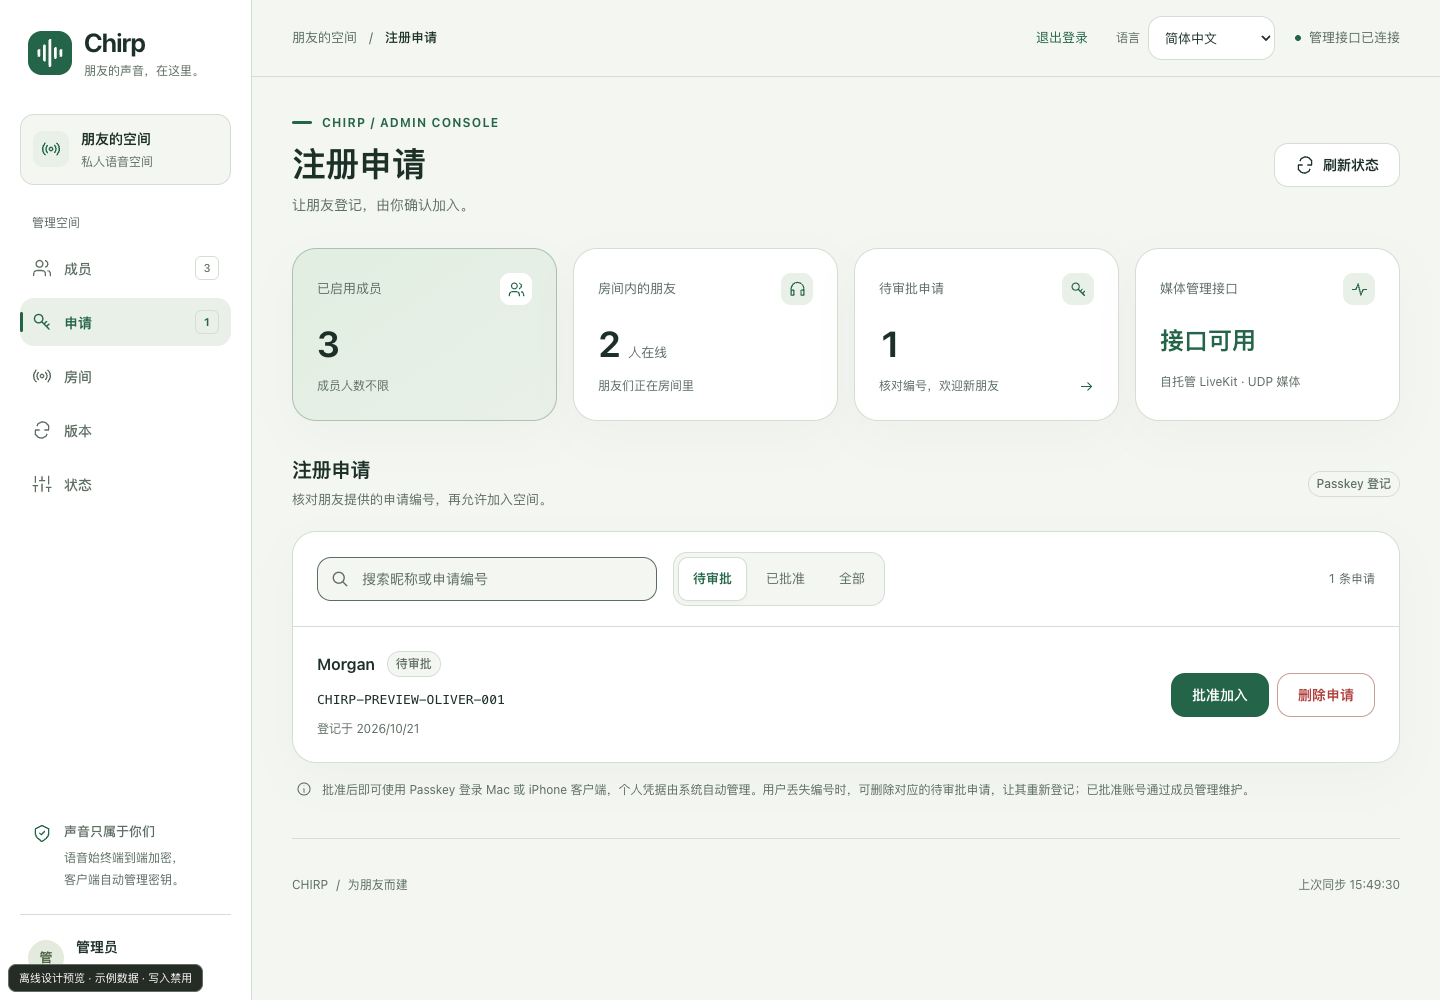 Chirp
朋友的声音，在这里。
朋友的空间
私人语音空间
管理空间
成员 3
申请 1
房间
版本
状态
声音只属于你们
语音始终端到端加密，
客户端自动管理密钥。
管
管理员
离线设计预览 · 示例数据 · 写入禁用
朋友的空间 / 注册申请
退出登录 语言 简体中文 管理接口已连接
CHIRP / ADMIN CONSOLE
注册申请
让朋友登记，由你确认加入。
刷新状态
已启用成员
3
成员人数不限
房间内的朋友
2 人在线
朋友们正在房间里
待审批申请
1
核对编号，欢迎新朋友 →
媒体管理接口
接口可用
自托管 LiveKit · UDP 媒体
注册申请
核对朋友提供的申请编号，再允许加入空间。
Passkey 登记
搜索昵称或申请编号 待审批 已批准 全部 1 条申请
Morgan 待审批
CHIRP-PREVIEW-OLIVER-001
登记于 2026/10/21
批准加入 删除申请
批准后即可使用 Passkey 登录 Mac 或 iPhone 客户端，个人凭据由系统自动管理。用户丢失编号时，可删除对应的待审批申请，让其重新登记；已批准账号通过成员管理维护。
CHIRP / 为朋友而建
上次同步 15:49:30